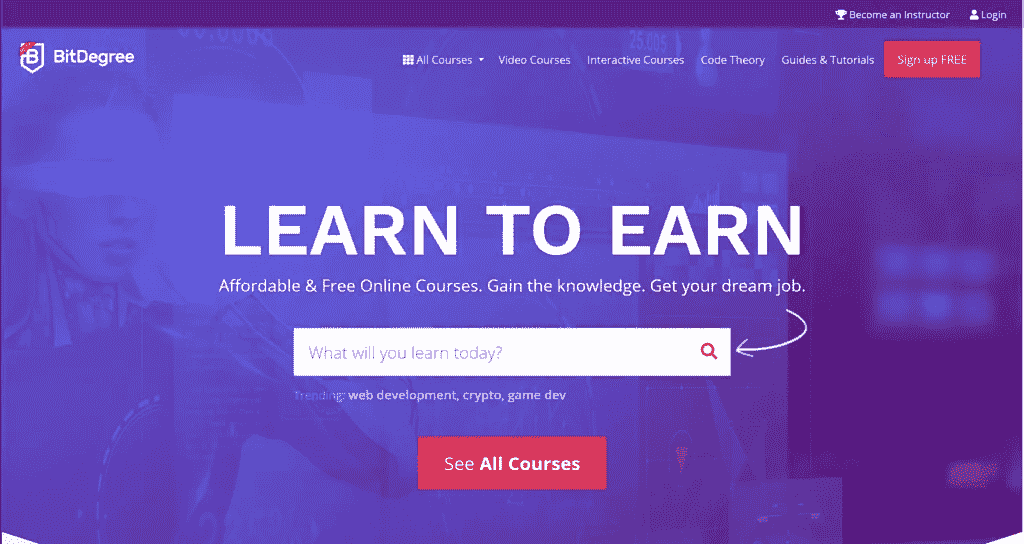 Become an Instructor Login
BitDegree All Courses Video Courses Interactive Courses Code Theory Guides & Tutorials Sign up FREE
LEARN TO EARN
Affordable & Free Online Courses. Gain the knowledge. Get your dream job.
What will you learn today?
Trending: web development, crypto, game dev
See All Courses